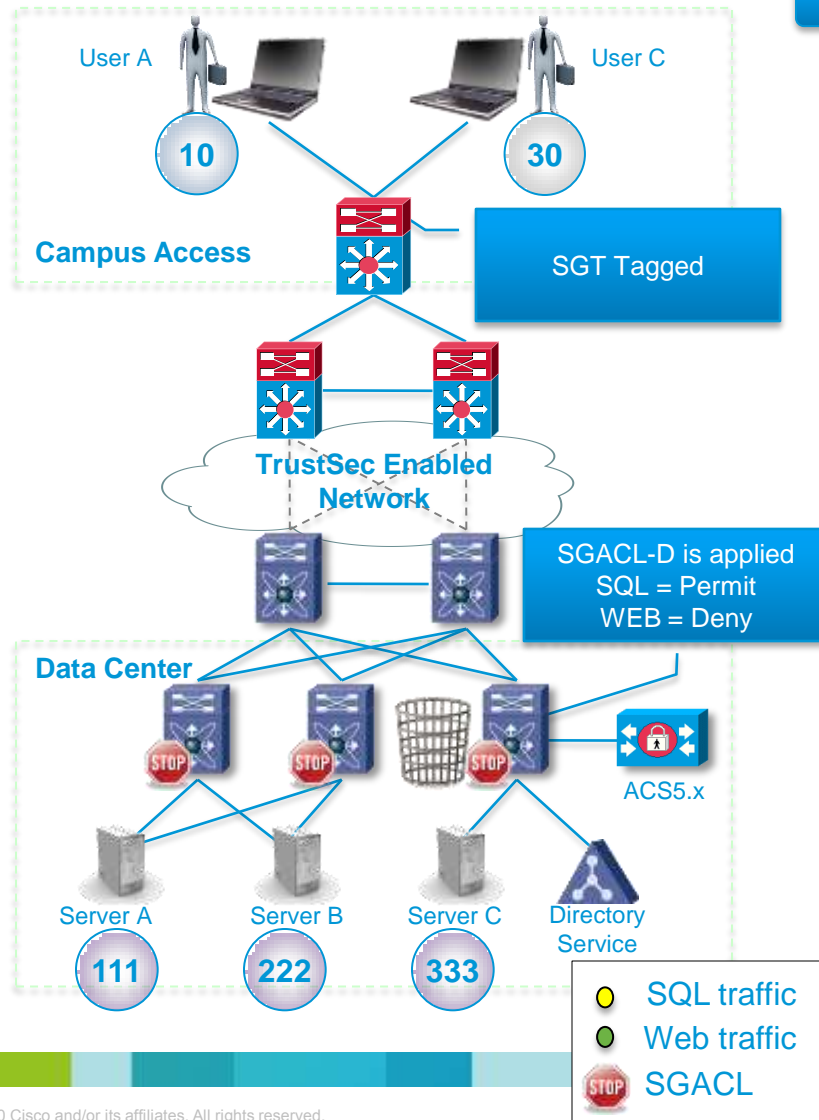 User A
User C
10
30
Campus Access
SGT Tagged
TrustSec Enabled
Network
SGACL-D is applied
SQL = Permit
WEB = Deny
Data Center
STOP
STOP
STOP
ACS5.x
Server A
Server B
Server C
Directory
Service
111
222
333
SQL traffic
Web traffic
STOP
SGACL
0 Cisco and/or its affiliates. All rights reserved.